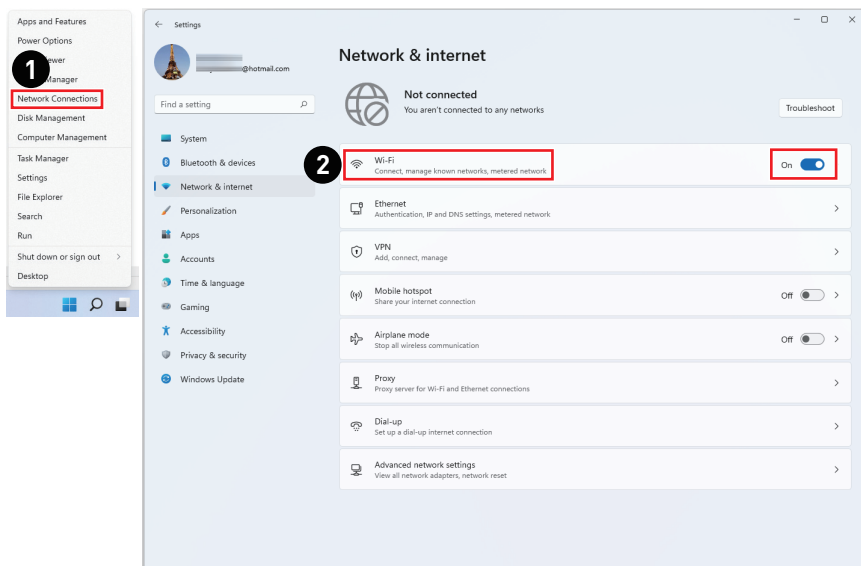 Apps and Features
Power Options
ewer
Manager
1
Network Connections
Disk Management
Computer Management
Task Manager
Settings
File Explorer
Search
Run
Shut down or sign out
Desktop
Settings
@hotmail.com
Find a setting
System
Bluetooth & devices
Network & internet
Personalization
Apps
Accounts
Time & language
Gaming
Accessibility
Privacy & security
Windows Update
Network & internet
Not connected
You aren't connected to any networks
Troubleshoot
2
Wi-Fi
Connect, manage known networks, metered network
On
Ethernet
Authentication, IP and DNS settings, metered network
VPN
Add, connect, manage
Mobile hotspot
Share your internet connection
Off
Airplane mode
Stop all wireless communication
Off
Proxy
Proxy server for Wi-Fi and Ethernet connections
Dial-up
Set up a dial-up internet connection
Advanced network settings
View all network adapters, network reset